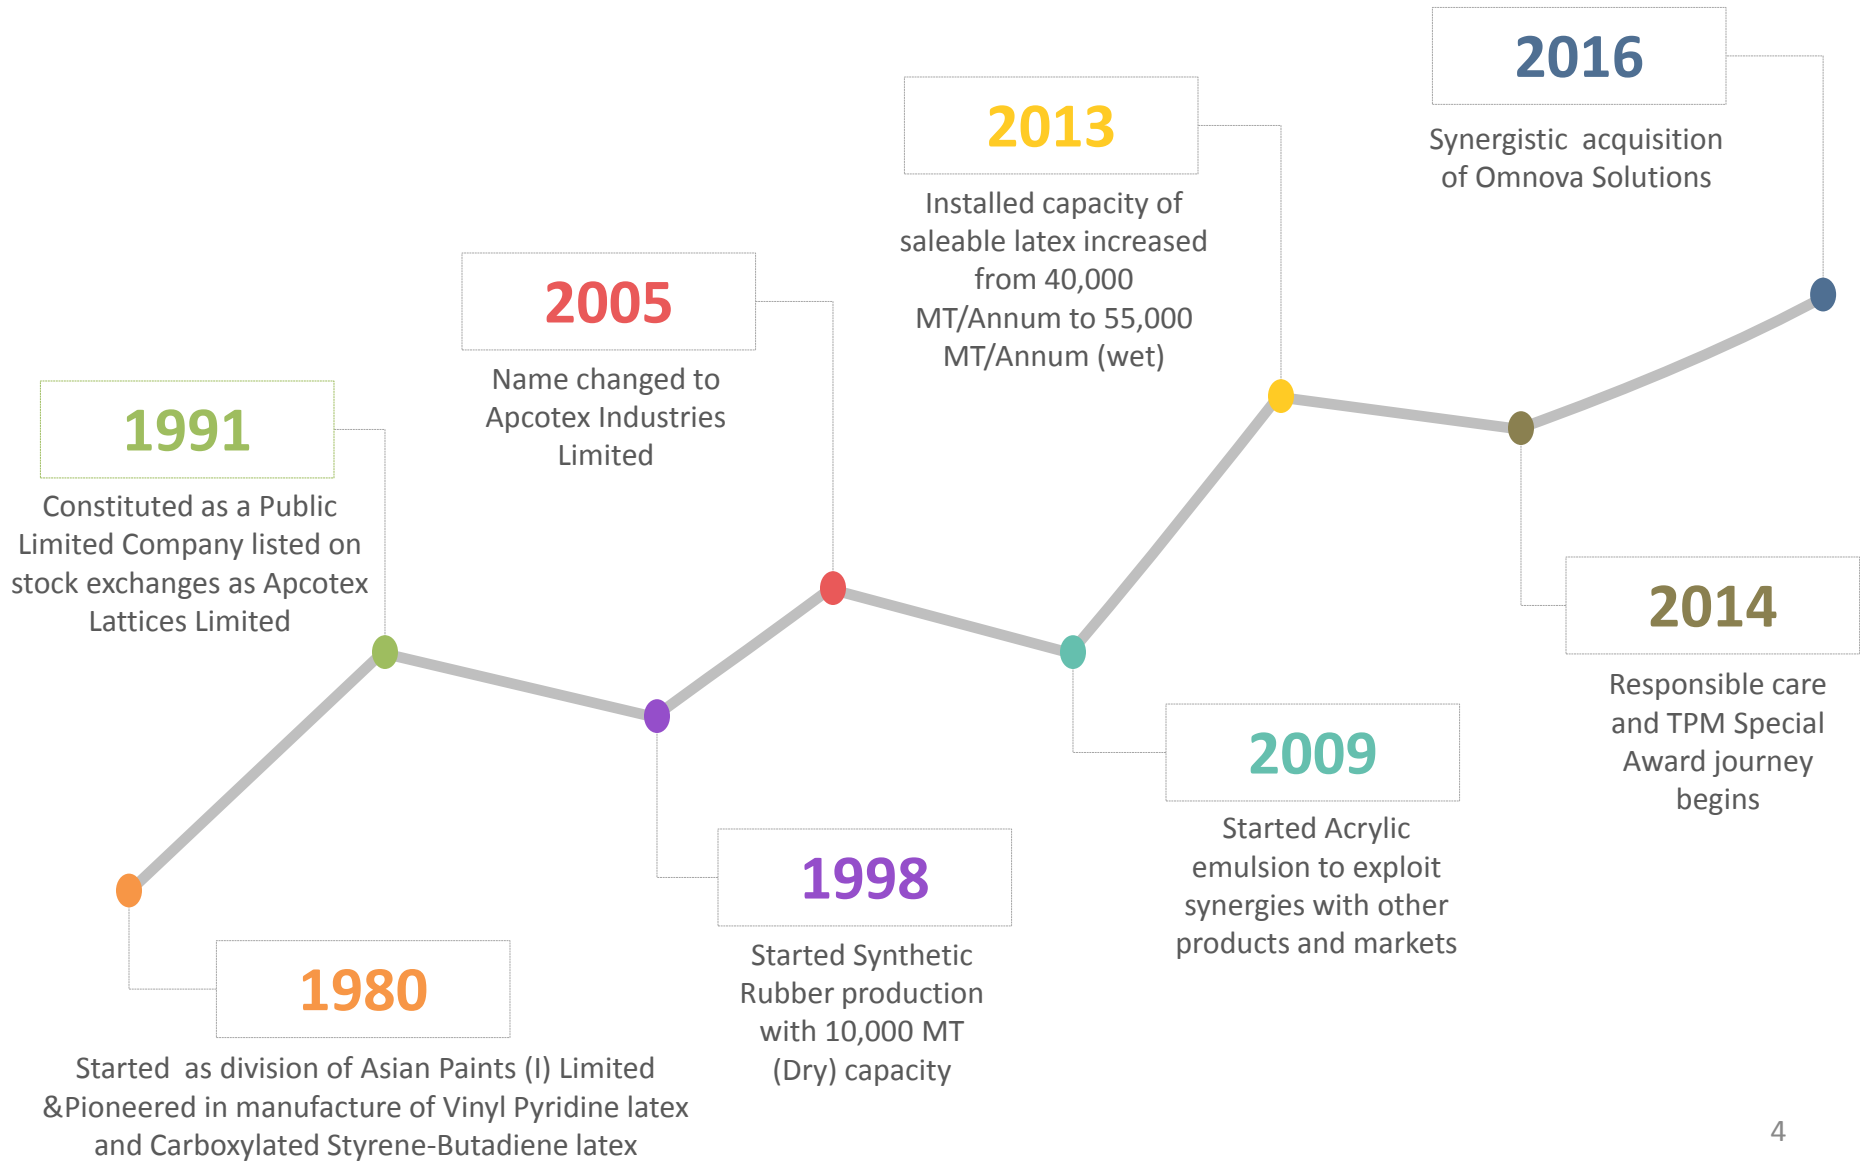 1980
Started as division of Asian Paints (I) Limited
&Pioneered in manufacture of Vinyl Pyridine latex
and Carboxylated Styrene-Butadiene latex
1991
Constituted as a Public
Limited Company listed on
stock exchanges as Apcotex
Lattices Limited
1998
Started Synthetic
Rubber production
with 10,000 MT
(Dry) capacity
2005
Name changed to
Apcotex Industries
Limited
2009
Started Acrylic
emulsion to exploit
synergies with other
products and markets
2013
Installed capacity of
saleable latex increased
from 40,000
MT/Annum to 55,000
MT/Annum (wet)
2014
Responsible care
and TPM Special
Award journey
begins
2016
Synergistic acquisition
of Omnova Solutions
4